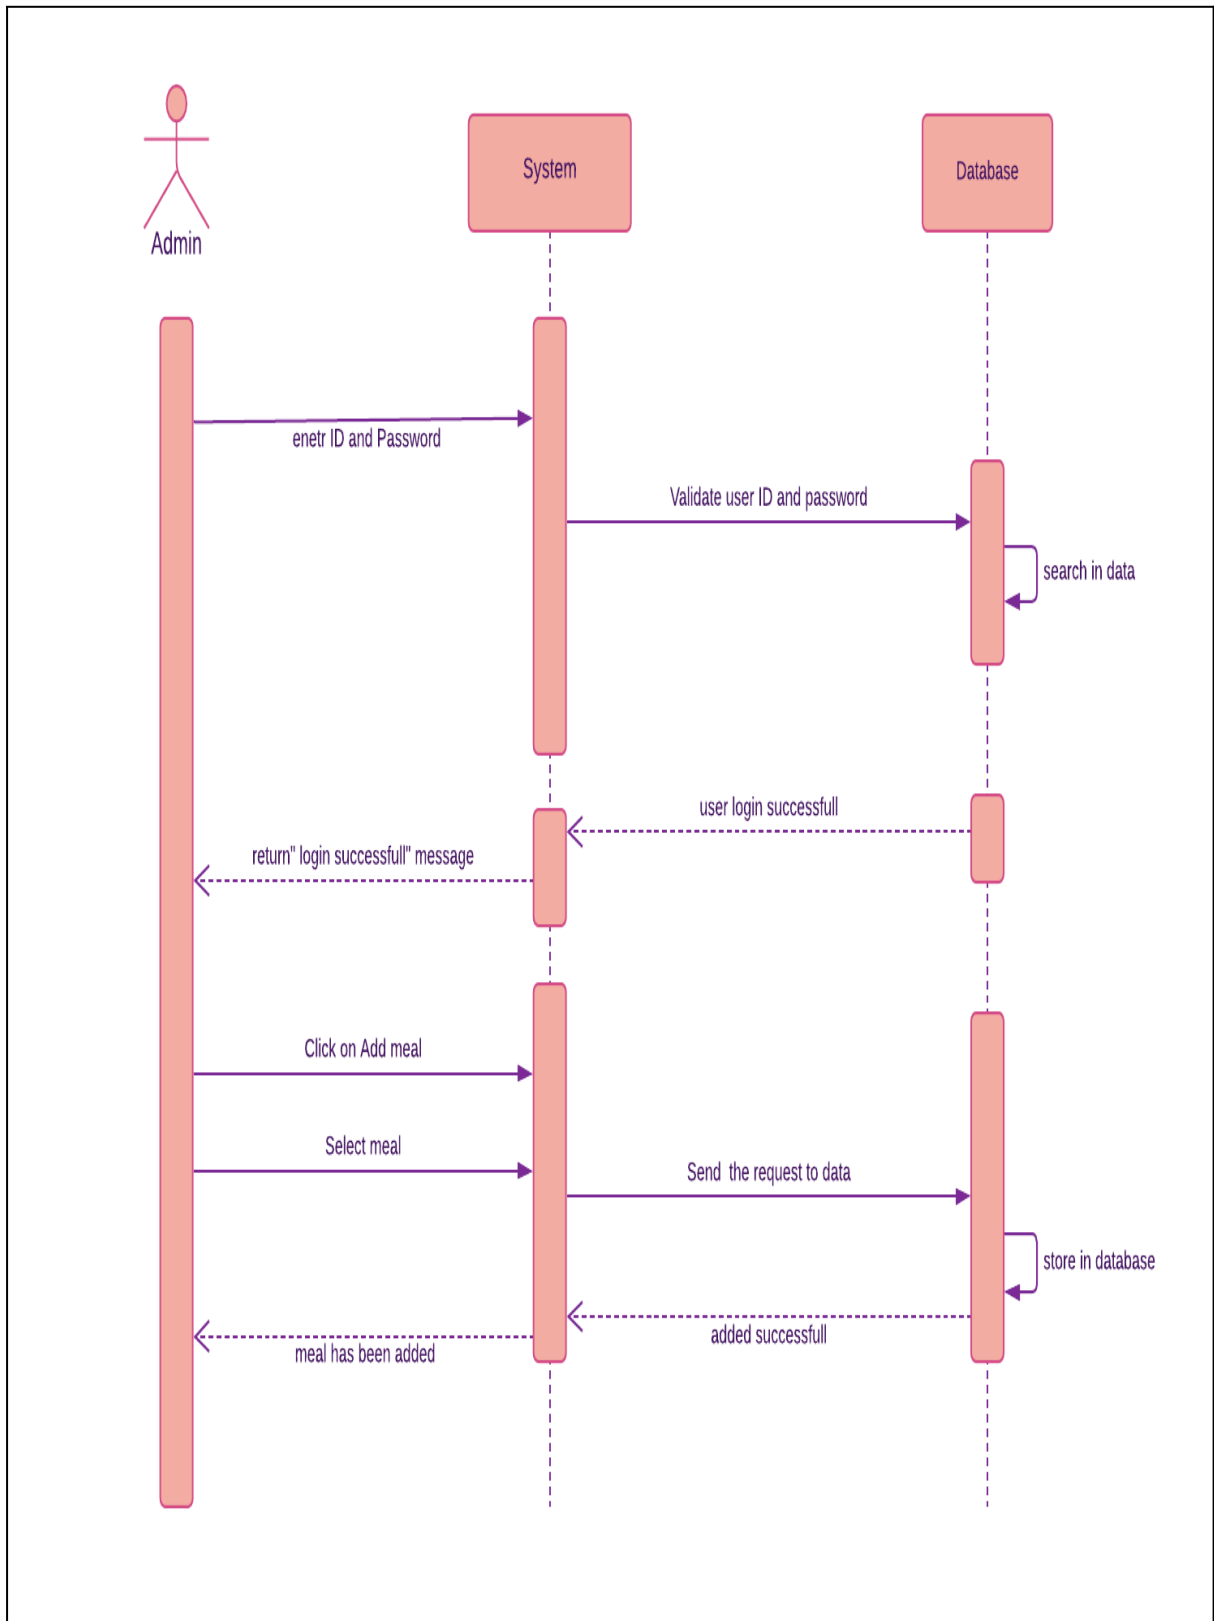 System
Database
Admin
enetr ID and Password
Validate user ID and password
search in data
user login successfull
return" login successfull" message
Click on Add meal
Select meal
Send  the request to data
store in database
added successfull
meal has been added